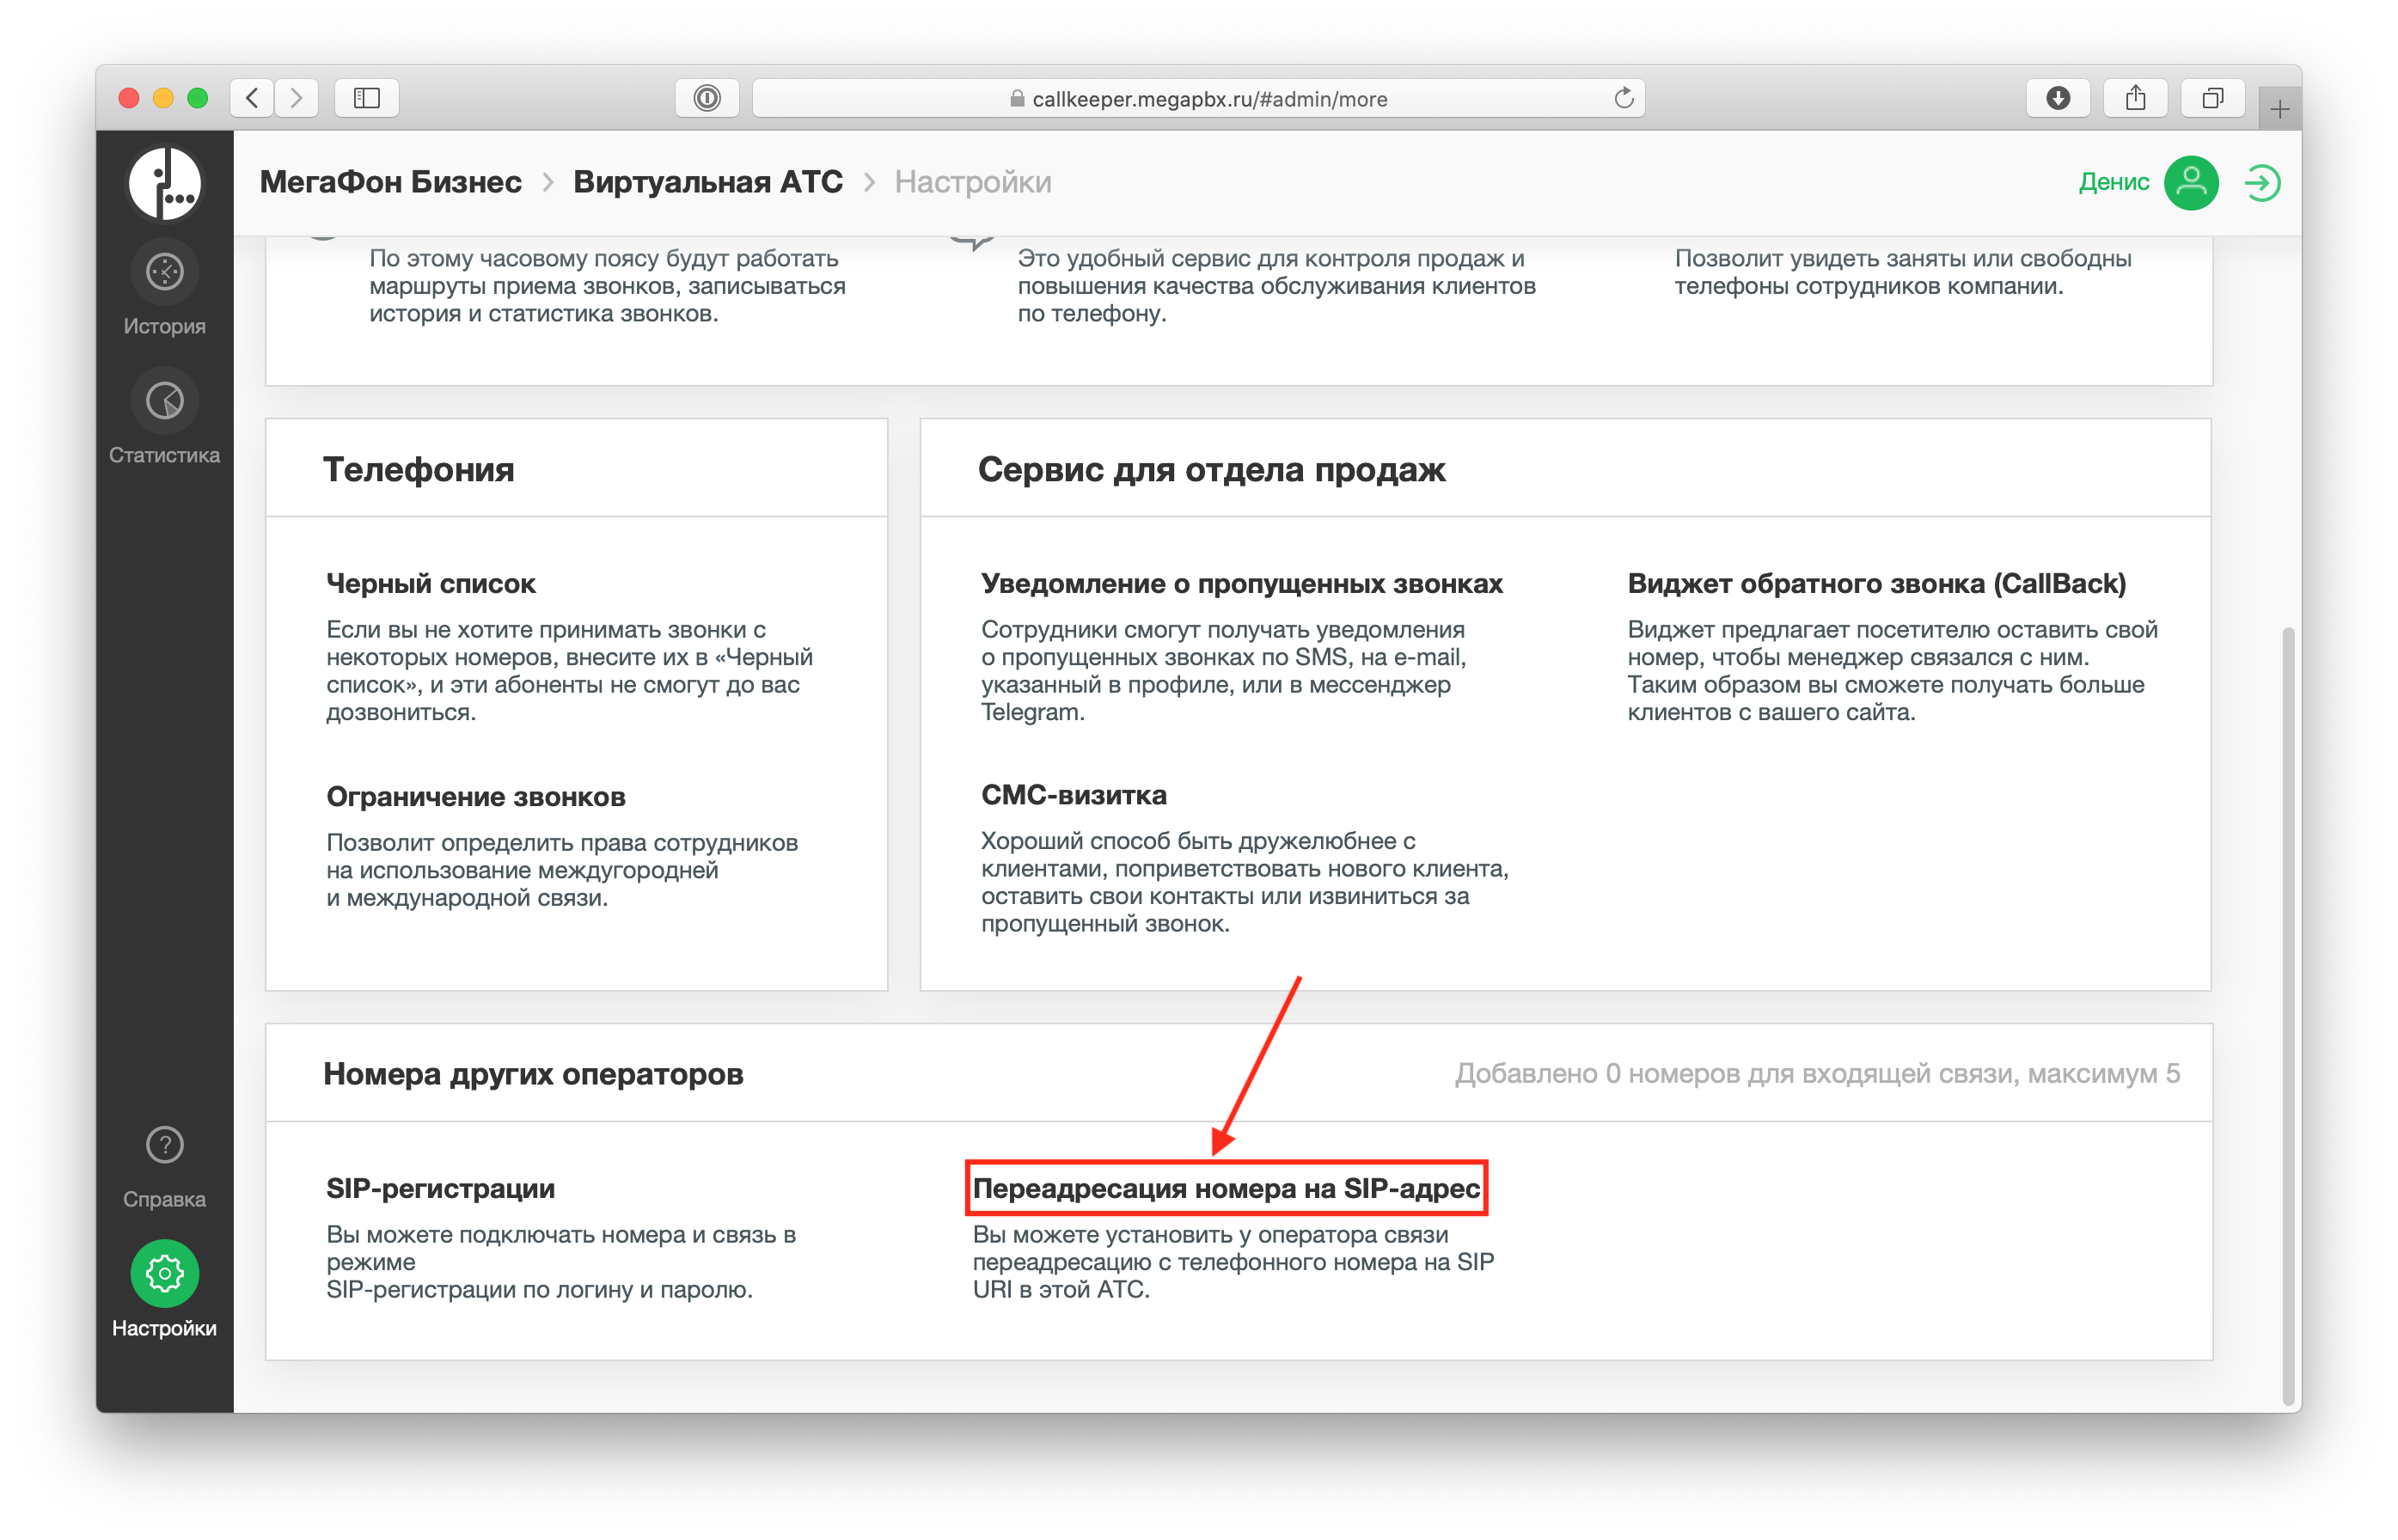 callkeeper.megapbx.ru/#admin/more
МегаФон Бизнес > Виртуальная АТС > Настройки
Денис
История
Статистика
Справка
Настройки
По этому часовому поясу будут работать
маршруты приема звонков, записываться
история и статистика звонков.
Это удобный сервис для контроля продаж и
повышения качества обслуживания клиентов
по телефону.
Позволит увидеть заняты или свободны
телефоны сотрудников компании.
Телефония
Черный список
Если вы не хотите принимать звонки с
некоторых номеров, внесите их в «Черный
список», и эти абоненты не смогут до вас
дозвониться.
Ограничение звонков
Позволит определить права сотрудников
на использование междугородней
и международной связи.
Сервис для отдела продаж
Уведомление о пропущенных звонках
Сотрудники смогут получать уведомления
о пропущенных звонках по SMS, на e-mail,
указанный в профиле, или в мессенджер
Telegram.
Виджет обратного звонка (CallBack)
Виджет предлагает посетителю оставить свой
номер, чтобы менеджер связался с ним.
Таким образом вы сможете получать больше
клиентов с вашего сайта.
СМС-визитка
Хороший способ быть дружелюбнее с
клиентами, поприветствовать нового клиента,
оставить свои контакты или извиниться за
пропущенный звонок.
Номера других операторов
Добавлено 0 номеров для входящей связи, максимум 5
SIP-регистрации
Вы можете подключать номера и связь в
режиме
SIP-регистрации по логину и паролю.
Переадресация номера на SIP-адрес
Вы можете установить у оператора связи
переадресацию с телефонного номера на SIP
URI в этой АТС.